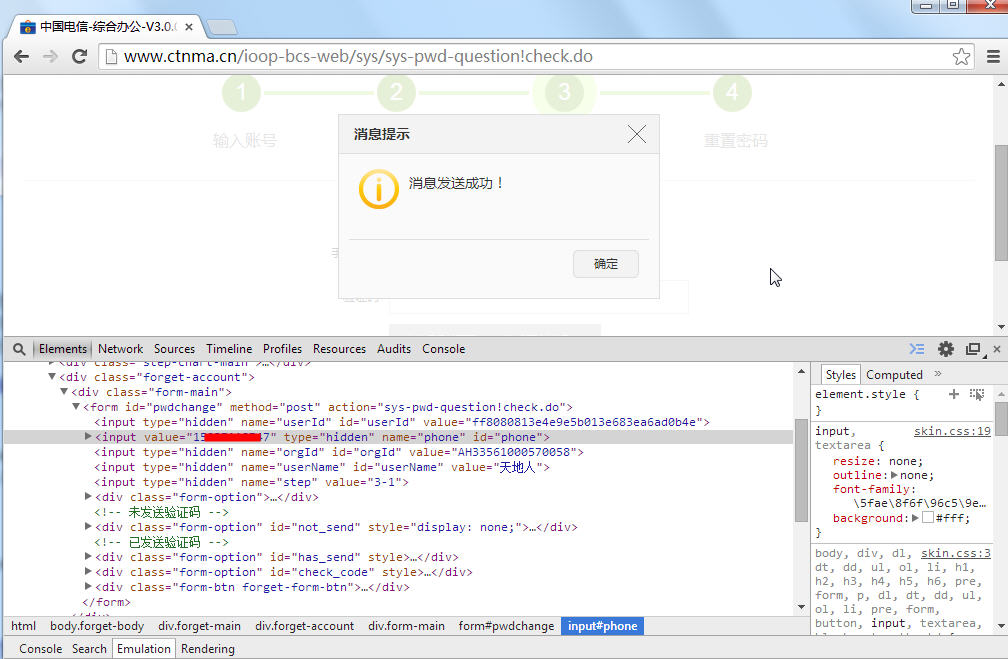 中国电信-综合办公-V3.0.
www.ctnma.cn/ioop-bcs-web/sys/sys-pwd-question!check.do
1 2 3 4
输入账号 重置密码
消息提示
消息发送成功！
确定
Elements Network Sources Timeline Profiles Resources Audits Console
<div class="step-chart-main">…</div>
▼<div class="forget-account">
▼<div class="form-main">
▼<form id="pwdchange" method="post" action="sys-pwd-question!check.do">
<input type="hidden" name="userId" id="userId" value="ff8080813e4e9e5b013e683ea6ad0b4e">
▶<input value="15 47" type="hidden" name="phone" id="phone">
<input type="hidden" name="orgId" id="orgId" value="AH33561000570058">
<input type="hidden" name="userName" id="userName" value="天地人">
<input type="hidden" name="step" value="3-1">
▶<div class="form-option">…</div>
<!-- 未发送验证码 -->
▶<div class="form-option" id="not_send" style="display: none;">…</div>
<!-- 已发送验证码 -->
▶<div class="form-option" id="has_send" style>…</div>
▶<div class="form-option" id="check_code" style>…</div>
▶<div class="form-btn forget-form-btn">…</div>
</form>
</div>
html body.forget-body div.forget-main div.forget-account div.form-main form#pwdchange input#phone
Console Search Emulation Rendering
Styles Computed »
element.style {
}
input, skin.css:19
textarea {
resize: none;
outline:▶none;
font-family:
\5fae\8f6f\96c5\9e…
background:▶#fff;
}
body, div, dl, skin.css:3
dt, dd, ul, ol, li, h1,
h2, h3, h4, h5, h6, pre,
form, p, dl, dt, dd, ul,
ol, li, pre, form,
button, input, textarea,